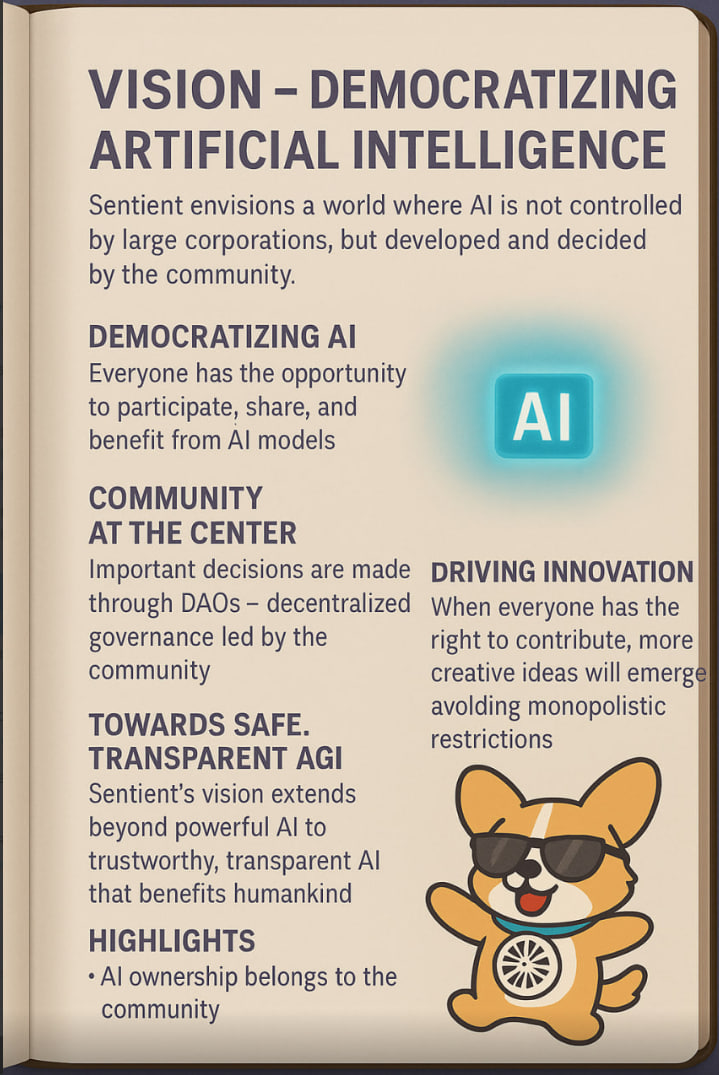 VISION – DEMOCRATIZING
ARTIFICIAL INTELLIGENCE
Sentient envisions a world where AI is not controlled
by large corporations, but developed and decided
by the community.
DEMOCRATIZING AI
Everyone has the opportunity
to participate, share, and
benefit from AI models
AI
COMMUNITY
AT THE CENTER
Important decisions are made
through DAOs – decentralized
governance led by the
community
DRIVING INNOVATION
When everyone has the
right to contribute, more
creative ideas will emerge
avolding monopolistic
restrictions
TOWARDS SAFE.
TRANSPARENT AGI
Sentient's vision extends
beyond powerful AI to
trustworthy, transparent AI
that benefits humankind
HIGHLIGHTS
• AI ownership belongs to the
community